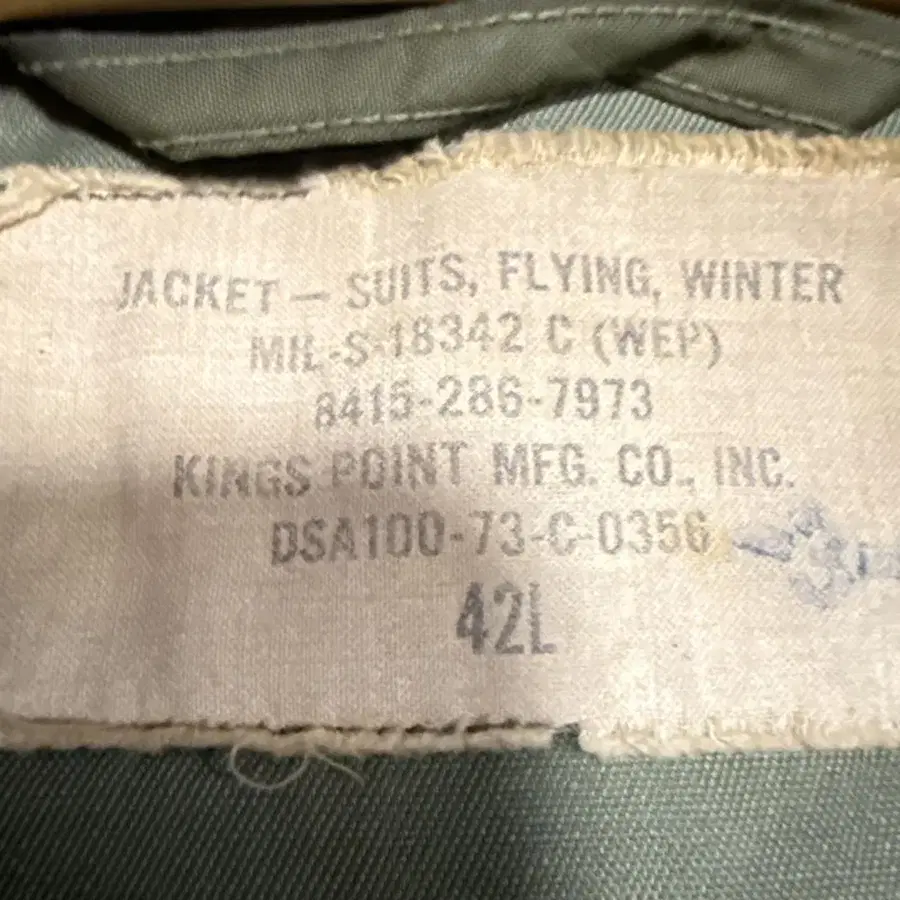 JACKET — SUITS, FLYING, WINTER
MIL-S-18342 C (WEP)
8415-286-7973
KINGS POINT MFG. CO., INC.
DSA100-73-C-0356
42L